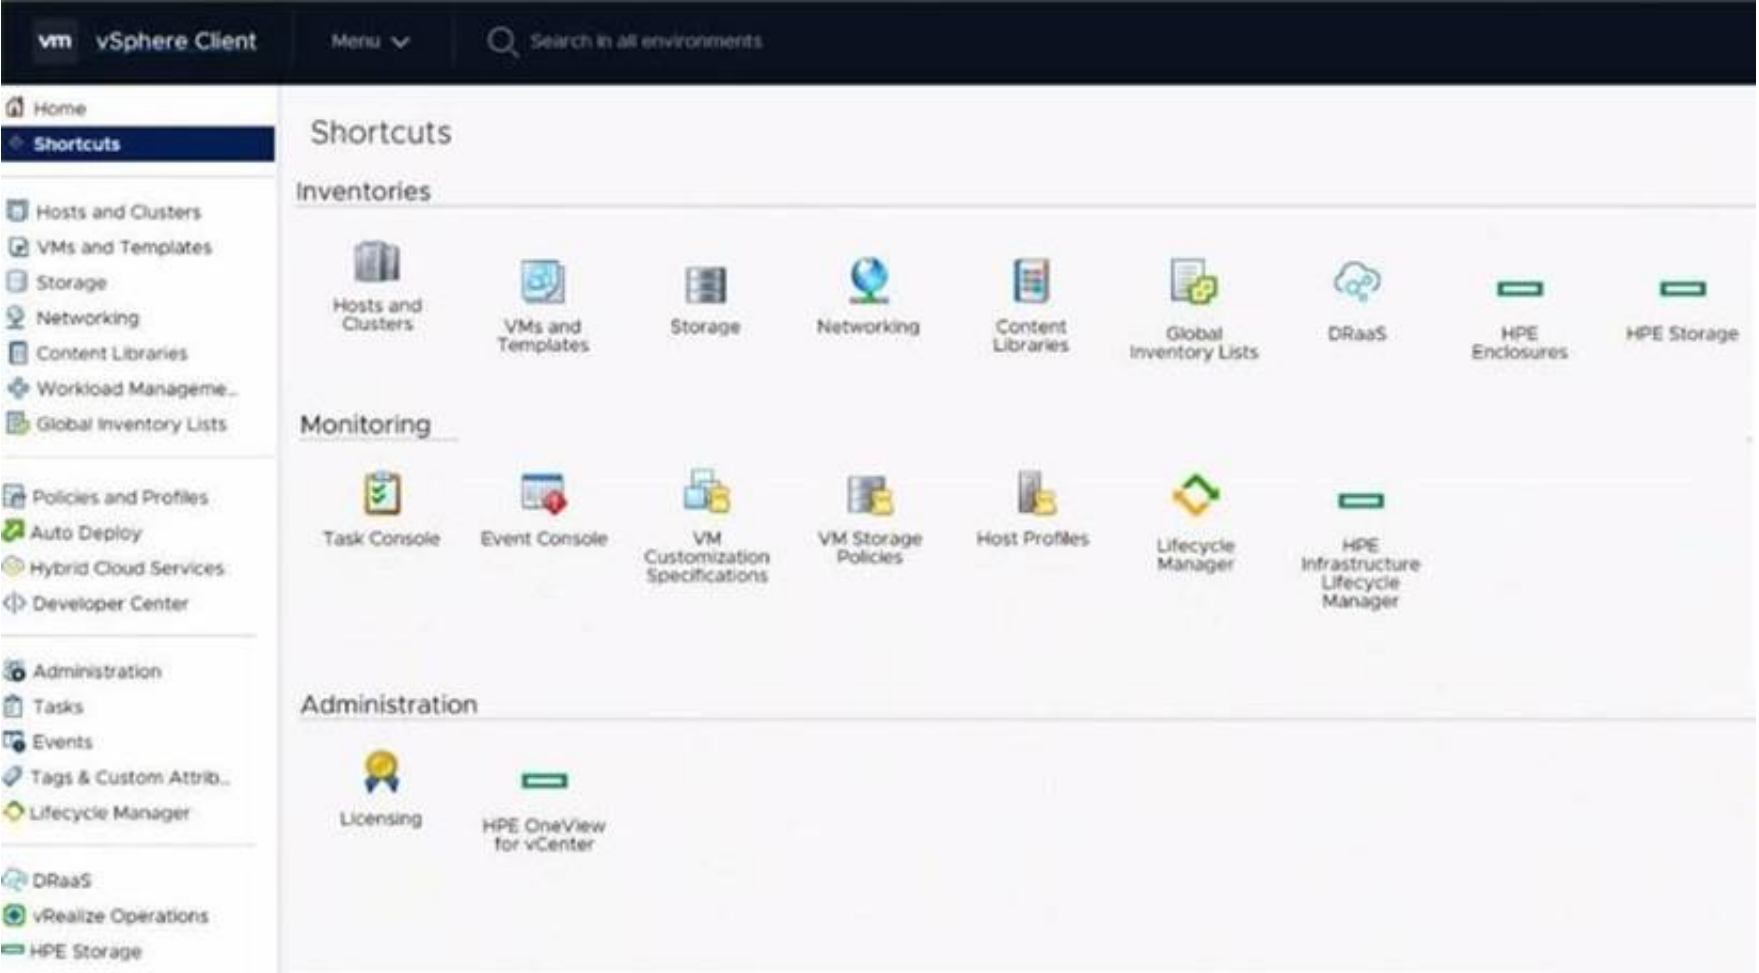 vm vSphere Client Menu Search in all environments
Home
Shortcuts
Hosts and Clusters
VMs and Templates
Storage
Networking
Content Libraries
Workload Manageme...
Global Inventory Lists
Policies and Profiles
Auto Deploy
Hybrid Cloud Services
Developer Center
Administration
Tasks
Events
Tags & Custom Attrib...
Lifecycle Manager
DRaaS
vRealize Operations
HPE Storage
Shortcuts
Inventories
Hosts and
Clusters
VMs and
Templates
Storage
Networking
Content
Libraries
Global
Inventory Lists
DRaaS
HPE
Enclosures
HPE Storage
Monitoring
Task Console
Event Console
VM
Customization
Specifications
VM Storage
Policies
Host Profiles
Lifecycle
Manager
HPE
Infrastructure
Lifecycle
Manager
Administration
Licensing
HPE OneView
for vCenter